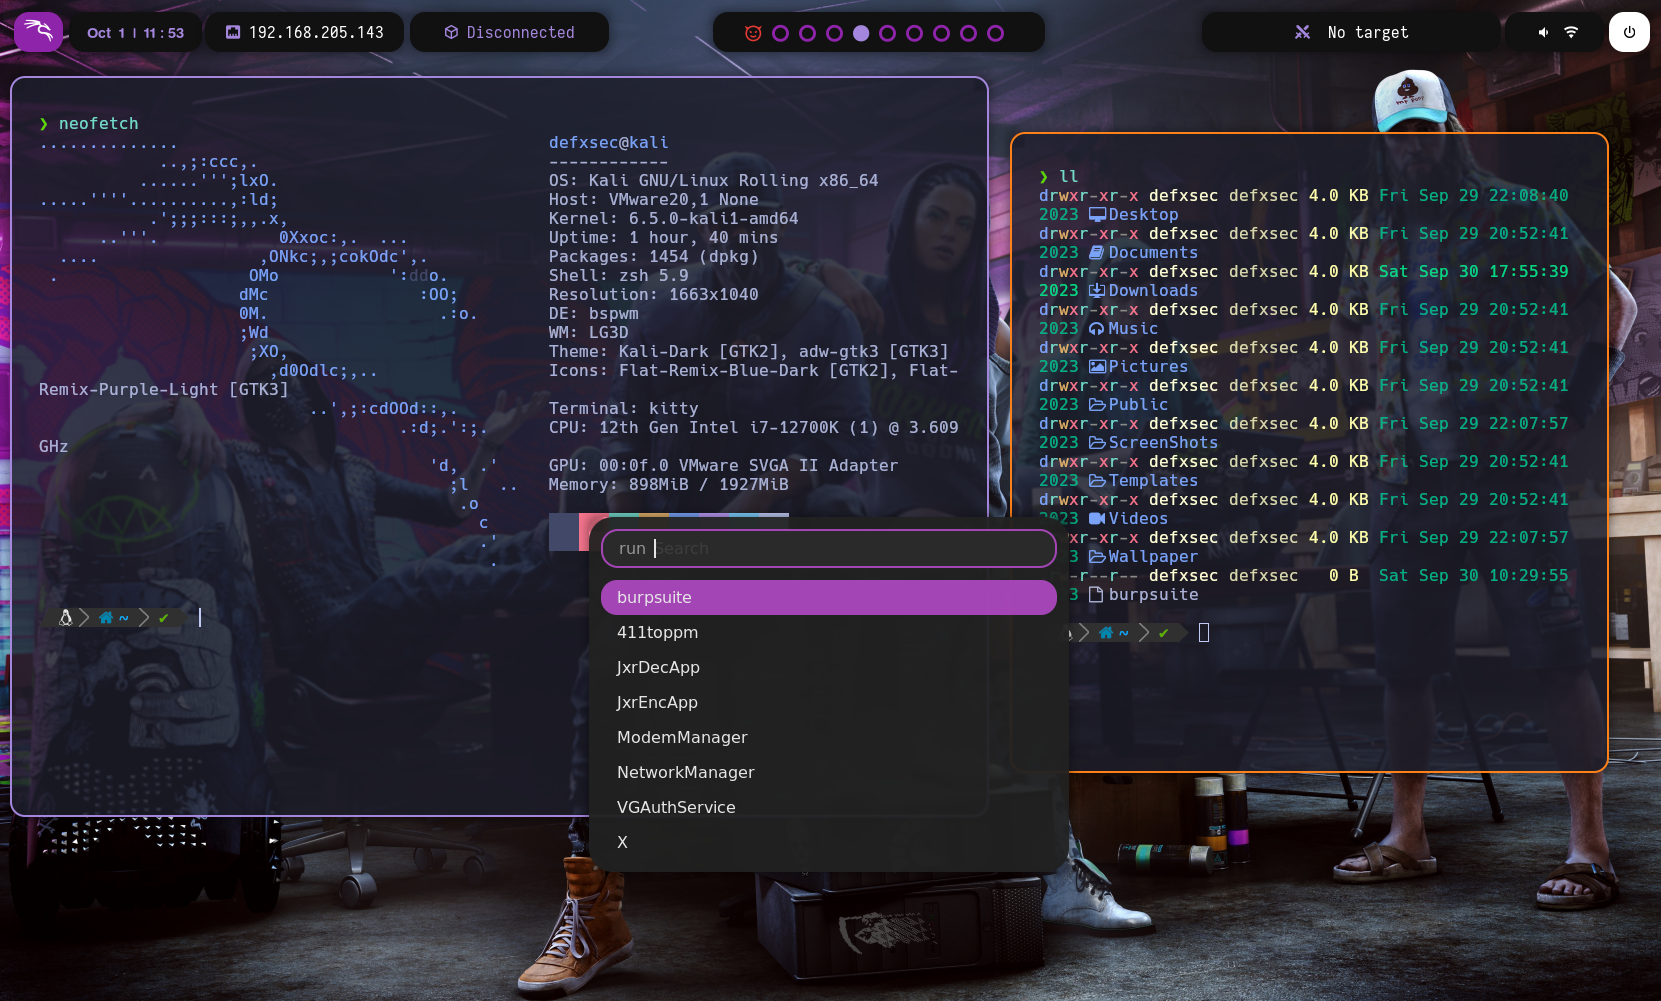 Oct 1 | 11:53
192.168.205.143
Disconnected
No target
❯ neofetch
..............
..,;:ccc,.
......''';lxO.
.....''''..........,:ld;
.';;;:::;,,.x,
..'''.            0Xxoc:,.  ...
....                ,ONkc;,;cokOdc',.
.                   OMo           ':ddo.
dMc               :OO;
0M.                 .:o.
;Wd
;XO,
,d0Odlc;,..
..',;:cdOOd::,.
.:d;.':;.
'd,  .'
;l   ..
.o
c
.'
.
defxsec@kali
------------
OS: Kali GNU/Linux Rolling x86_64
Host: VMware20,1 None
Kernel: 6.5.0-kali1-amd64
Uptime: 1 hour, 40 mins
Packages: 1454 (dpkg)
Shell: zsh 5.9
Resolution: 1663x1040
DE: bspwm
WM: LG3D
Theme: Kali-Dark [GTK2], adw-gtk3 [GTK3]
Icons: Flat-Remix-Blue-Dark [GTK2], Flat-
Remix-Purple-Light [GTK3]
Terminal: kitty
CPU: 12th Gen Intel i7-12700K (1) @ 3.609
GHz
GPU: 00:0f.0 VMware SVGA II Adapter
Memory: 898MiB / 1927MiB
~ ✔
❯ ll
drwxr-xr-x defxsec defxsec 4.0 KB Fri Sep 29 22:08:40
2023 Desktop
drwxr-xr-x defxsec defxsec 4.0 KB Fri Sep 29 20:52:41
2023 Documents
drwxr-xr-x defxsec defxsec 4.0 KB Sat Sep 30 17:55:39
2023 Downloads
drwxr-xr-x defxsec defxsec 4.0 KB Fri Sep 29 20:52:41
2023 Music
drwxr-xr-x defxsec defxsec 4.0 KB Fri Sep 29 20:52:41
2023 Pictures
drwxr-xr-x defxsec defxsec 4.0 KB Fri Sep 29 20:52:41
2023 Public
drwxr-xr-x defxsec defxsec 4.0 KB Fri Sep 29 22:07:57
2023 ScreenShots
drwxr-xr-x defxsec defxsec 4.0 KB Fri Sep 29 20:52:41
2023 Templates
drwxr-xr-x defxsec defxsec 4.0 KB Fri Sep 29 20:52:41
2023 Videos
wxr-xr-x defxsec defxsec 4.0 KB Fri Sep 29 22:07:57
3 Wallpaper
-r--r-- defxsec defxsec 0 B Sat Sep 30 10:29:55
3 burpsuite
~ ✔
run Search
burpsuite
411toppm
JxrDecApp
JxrEncApp
ModemManager
NetworkManager
VGAuthService
X